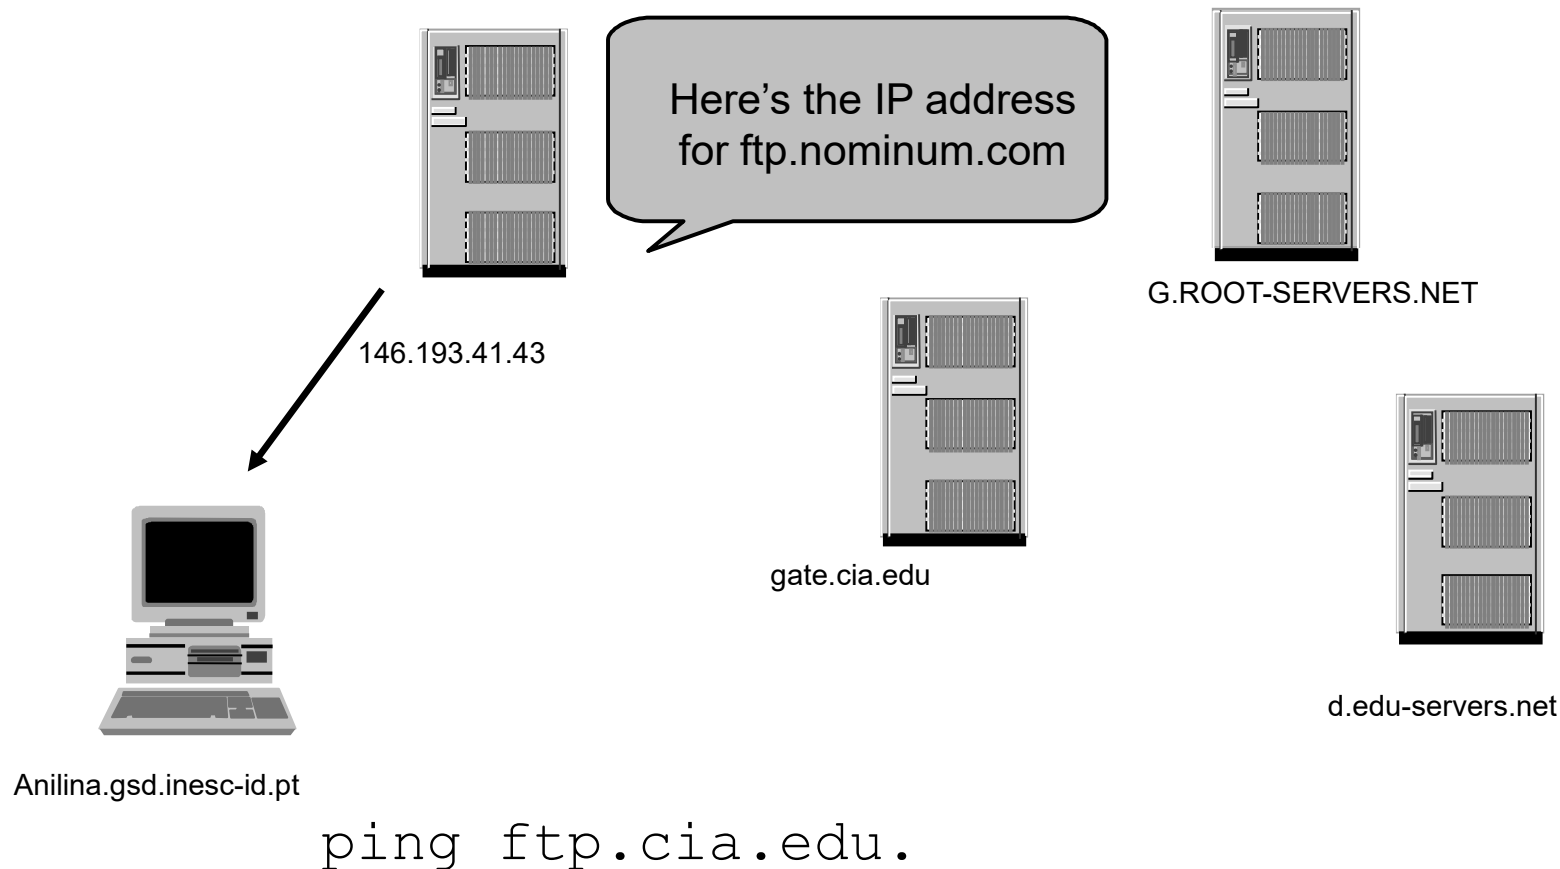 Here’s the IP address
for ftp.nominum.com
G.ROOT-SERVERS.NET
146.193.41.43
gate.cia.edu
d.edu-servers.net
Anilina.gsd.inesc-id.pt
ping ftp.cia.edu.